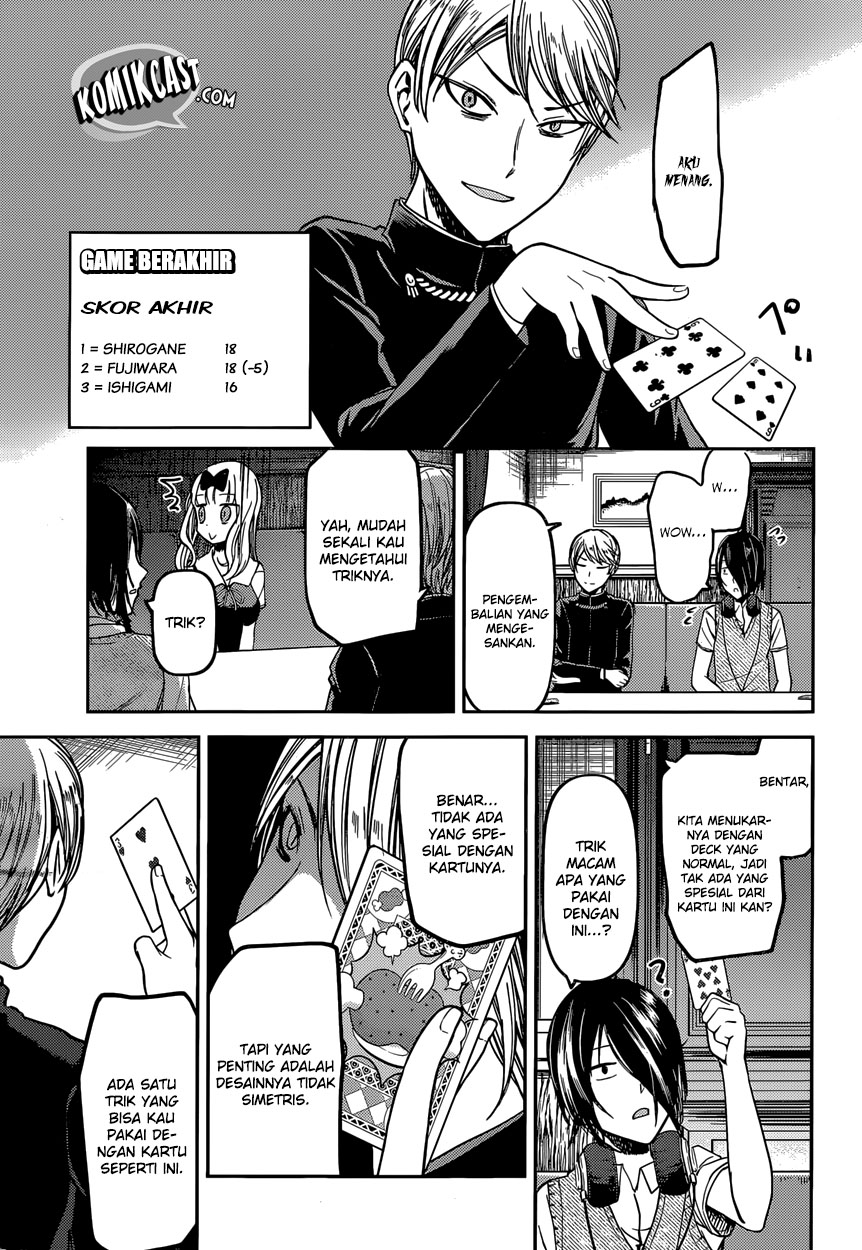 KOMIKCAST
.COM
AKU
MENANG.
GAME BERAKHIR
SKOR AKHIR
1 = SHIROGANE 18
2 = FUJIWARA 18 (-5)
3 = ISHIGAMI 16
ペ
W...
WOW...
PENGEM-
BALIAN YANG
MENGE-
SANKAN.
YAH, MUDAH
SEKALI KAU
MENGETAHUI
TRIKNYA.
TRIK?
BENTAR,
KITA MENUKAR-
NYA DENGAN
DECK YANG
NORMAL, JADI
TAK ADA YANG
SPESIAL DARI
KARTU INI KAN?
TRIK
MACAM
APA YANG
PAKAI
DENGAN
INI...?
?
BENAR...
TIDAK ADA
YANG SPE-
SIAL DENGAN
KARTUNYA.
TAPI YANG
PENTING ADALAH
DESAINNYA TIDAK
SIMETRIS.
3
ADA SATU
TRIK YANG
BISA KAU
PAKAI DE-
NGAN KARTU
SEPERTI INI.